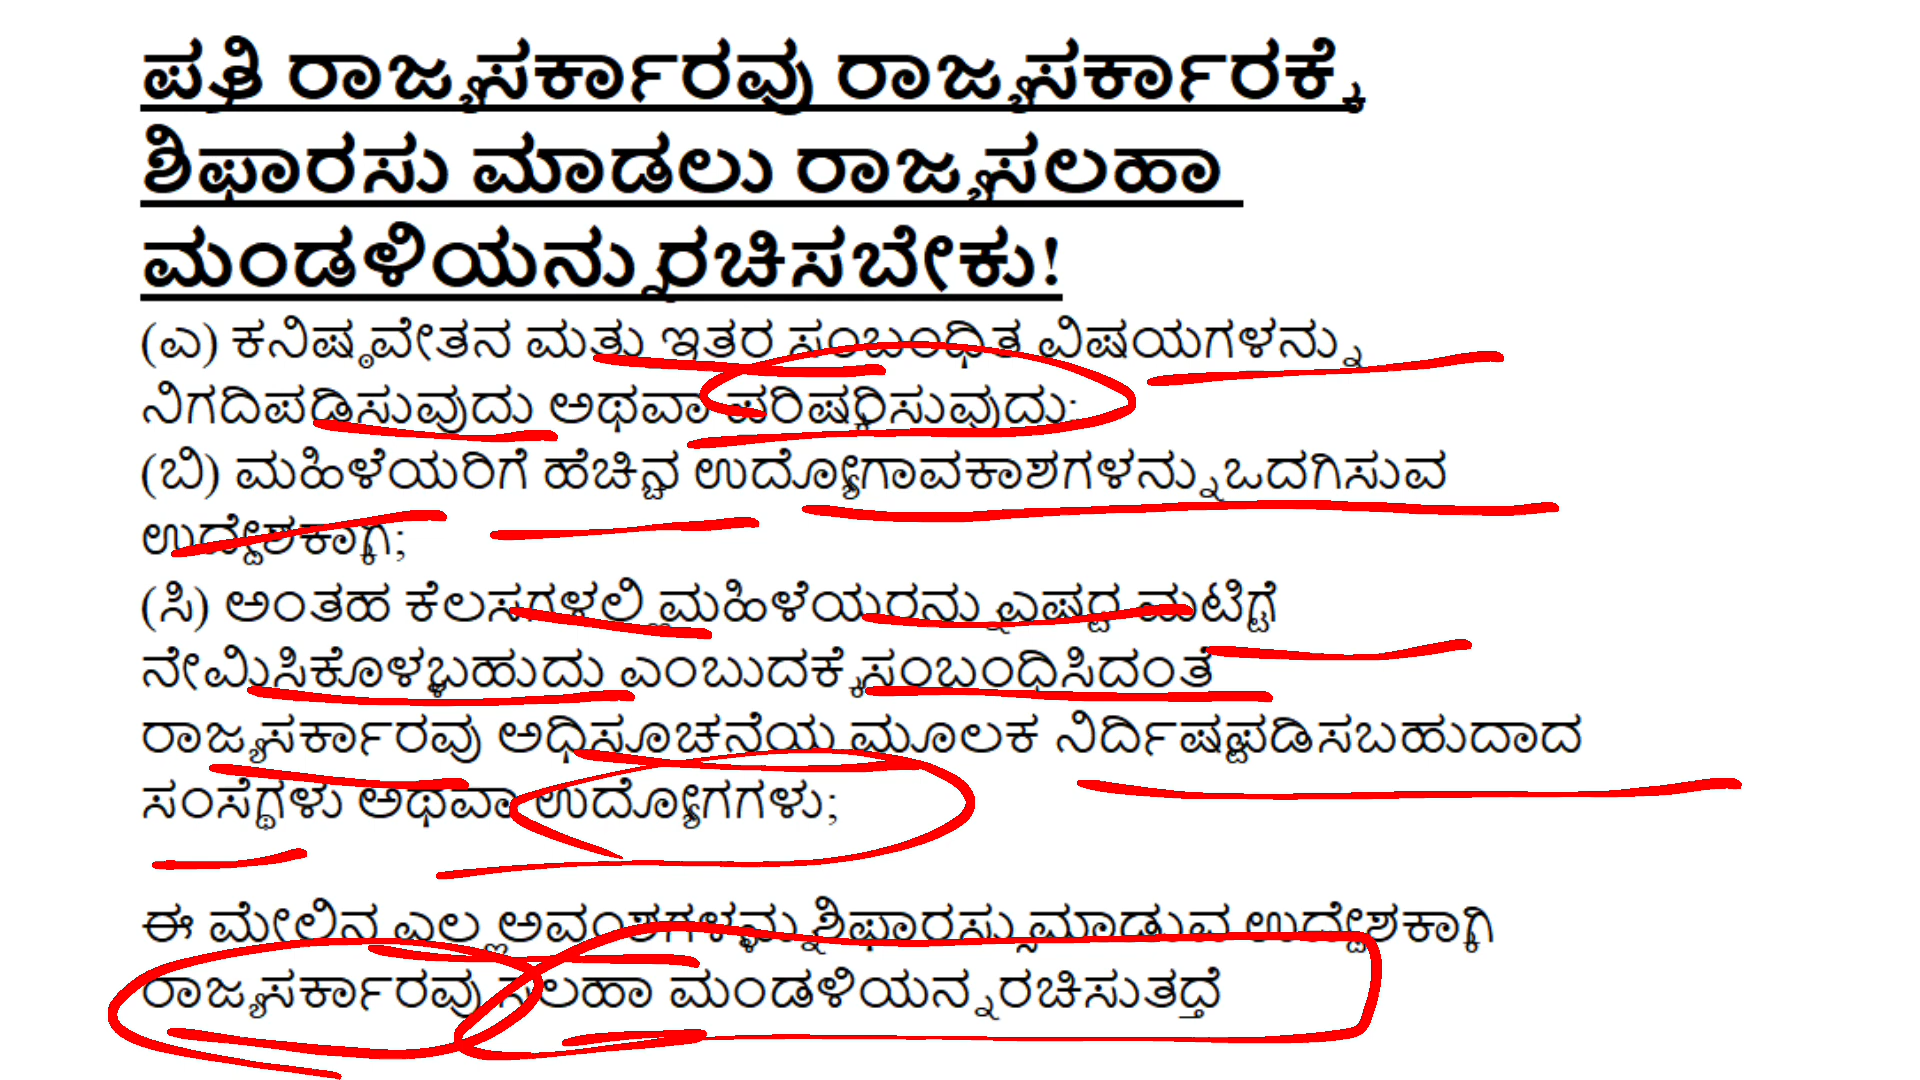 ಪ್ರತಿ ರಾಜ್ಯಸರ್ಕಾರವು ರಾಜ್ಯಸರ್ಕಾರಕ್ಕೆ
ಶಿಫಾರಸು ಮಾಡಲು ರಾಜ್ಯಸಲಹಾ
ಮಂಡಳಿಯನ್ನು ರಚಿಸಬೇಕು!
(ಎ) ಕನಿಷ್ಠವೇತನ ಮತ್ತು ಇತರ ಸಂಬಂಧಿತ ವಿಷಯಗಳನ್ನು
ನಿಗದಿಪಡಿಸುವುದು ಅಥವಾ ಪರಿಷ್ಕರಿಸುವುದು;
(ಬಿ) ಮಹಿಳೆಯರಿಗೆ ಹೆಚ್ಚಿನ ಉದ್ಯೋಗಾವಕಾಶಗಳನ್ನು ಒದಗಿಸುವ
ಉದ್ದೇಶಕ್ಕಾಗಿ;
(ಸಿ) ಅಂತಹ ಕೆಲಸಗಳಲ್ಲಿ ಮಹಿಳೆಯರನ್ನು ಎಷ್ಟರ ಮಟ್ಟಿಗೆ
ನೇಮಿಸಿಕೊಳ್ಳಬಹುದು ಎಂಬುದಕ್ಕೆ ಸಂಬಂಧಿಸಿದಂತೆ
ರಾಜ್ಯಸರ್ಕಾರವು ಅಧಿಸೂಚನೆಯ ಮೂಲಕ ನಿರ್ದಿಷ್ಟಪಡಿಸಬಹುದಾದ
ಸಂಸ್ಥೆಗಳು ಅಥವಾ ಉದ್ಯೋಗಗಳು;
ಈ ಮೇಲಿನ ಎಲ್ಲ ಅವಂಶಗಳನ್ನು ಶಿಫಾರಸ್ಸು ಮಾಡುವ ಉದ್ದೇಶಕ್ಕಾಗಿ
ರಾಜ್ಯಸರ್ಕಾರವು ಸಲಹಾ ಮಂಡಳಿಯನ್ನ ರಚಿಸುತ್ತದೆ